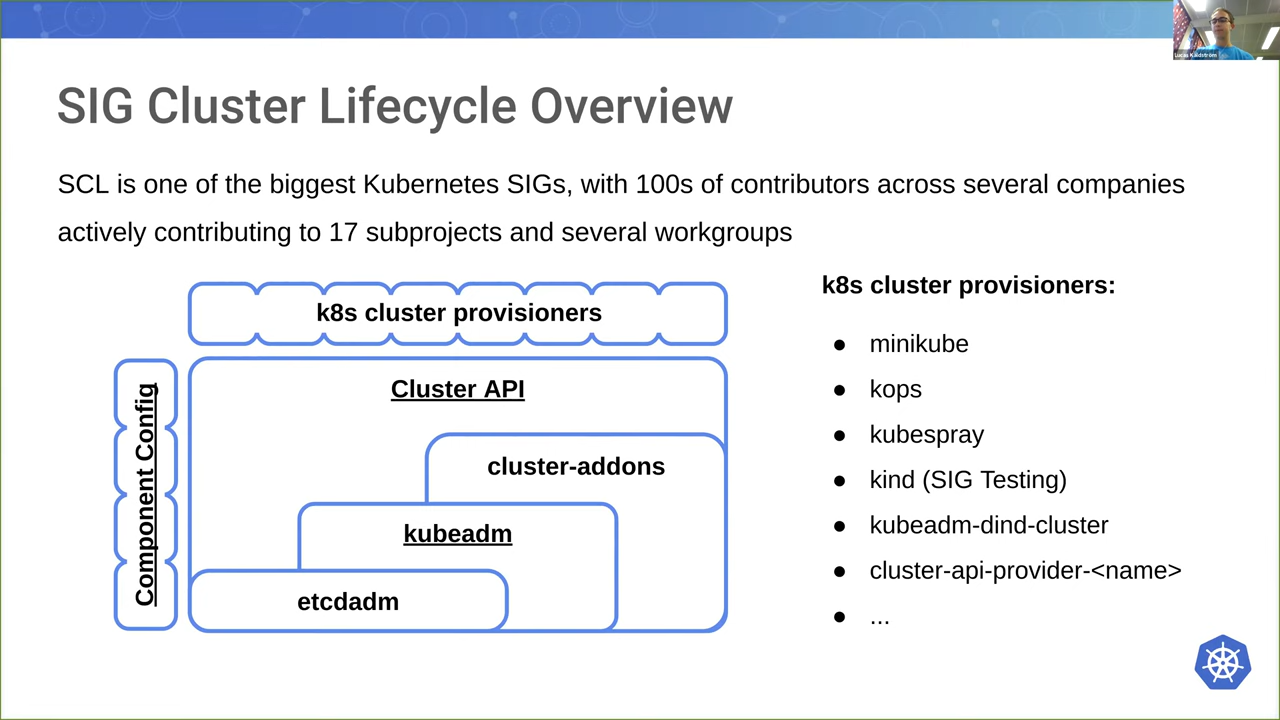 Lucas Käldström
SIG Cluster Lifecycle Overview
SCL is one of the biggest Kubernetes SIGs, with 100s of contributors across several companies
actively contributing to 17 subprojects and several workgroups
k8s cluster provisioners
Component Config
Cluster API
cluster-addons
kubeadm
etcdadm
k8s cluster provisioners:
● minikube
● kops
● kubespray
● kind (SIG Testing)
● kubeadm-dind-cluster
● cluster-api-provider-<name>
● ...